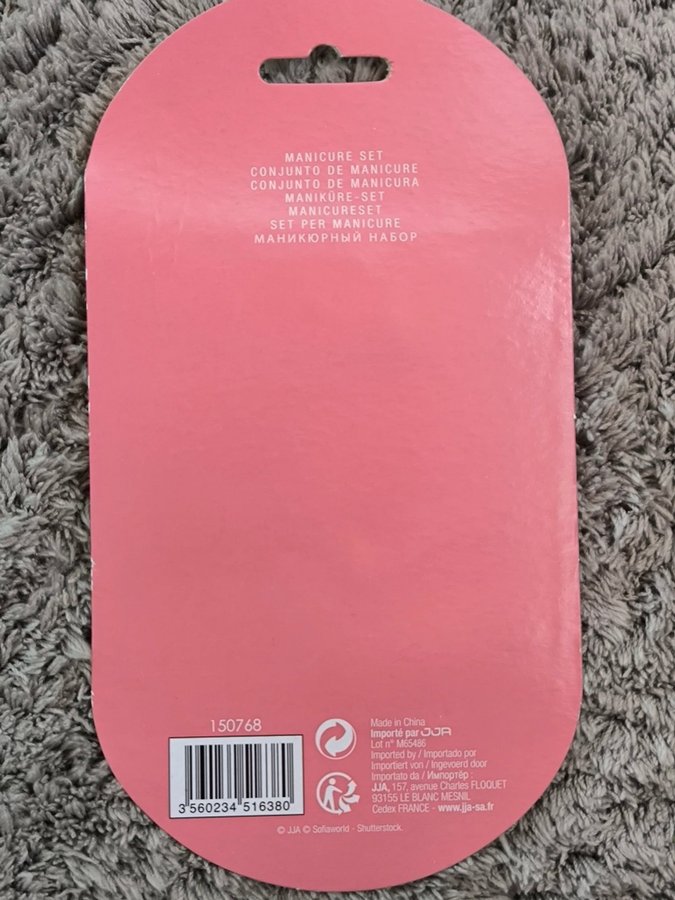 MANICURE SET
CONJUNTO DE MANICURE
CONJUNTO DE MANICURA
MANIKÜRE-SET
MANICURESET
SET PER MANICURE
МАНИКЮРНЫЙ НАБОР
150768
3 560234 516380
Made in China
Importé par JJA
Lot n° M65486
Imported by / Importado por
Importiert von / Ingevoerd door
Importato da / Импортёр :
JJA, 157, avenue Charles FLOQUET
93155 LE BLANC MESNIL
Cedex FRANCE - www.jja-sa.fr
© JJA © Sofiaworld - Shutterstock.